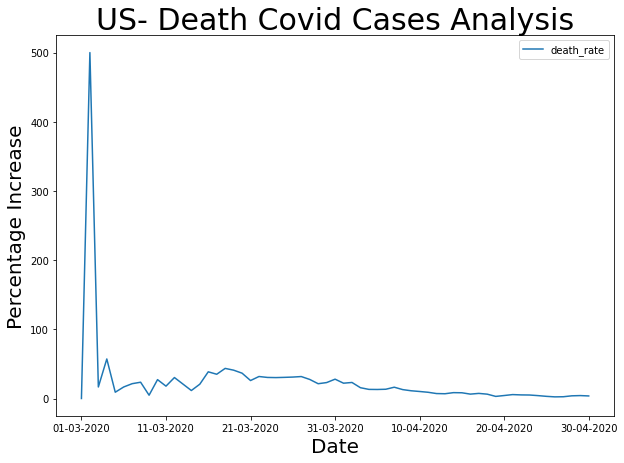 US- Death Covid Cases Analysis
death_rate
Percentage Increase
500
400
300
200
100
0
01-03-2020 11-03-2020 21-03-2020 31-03-2020 10-04-2020 20-04-2020 30-04-2020
Date